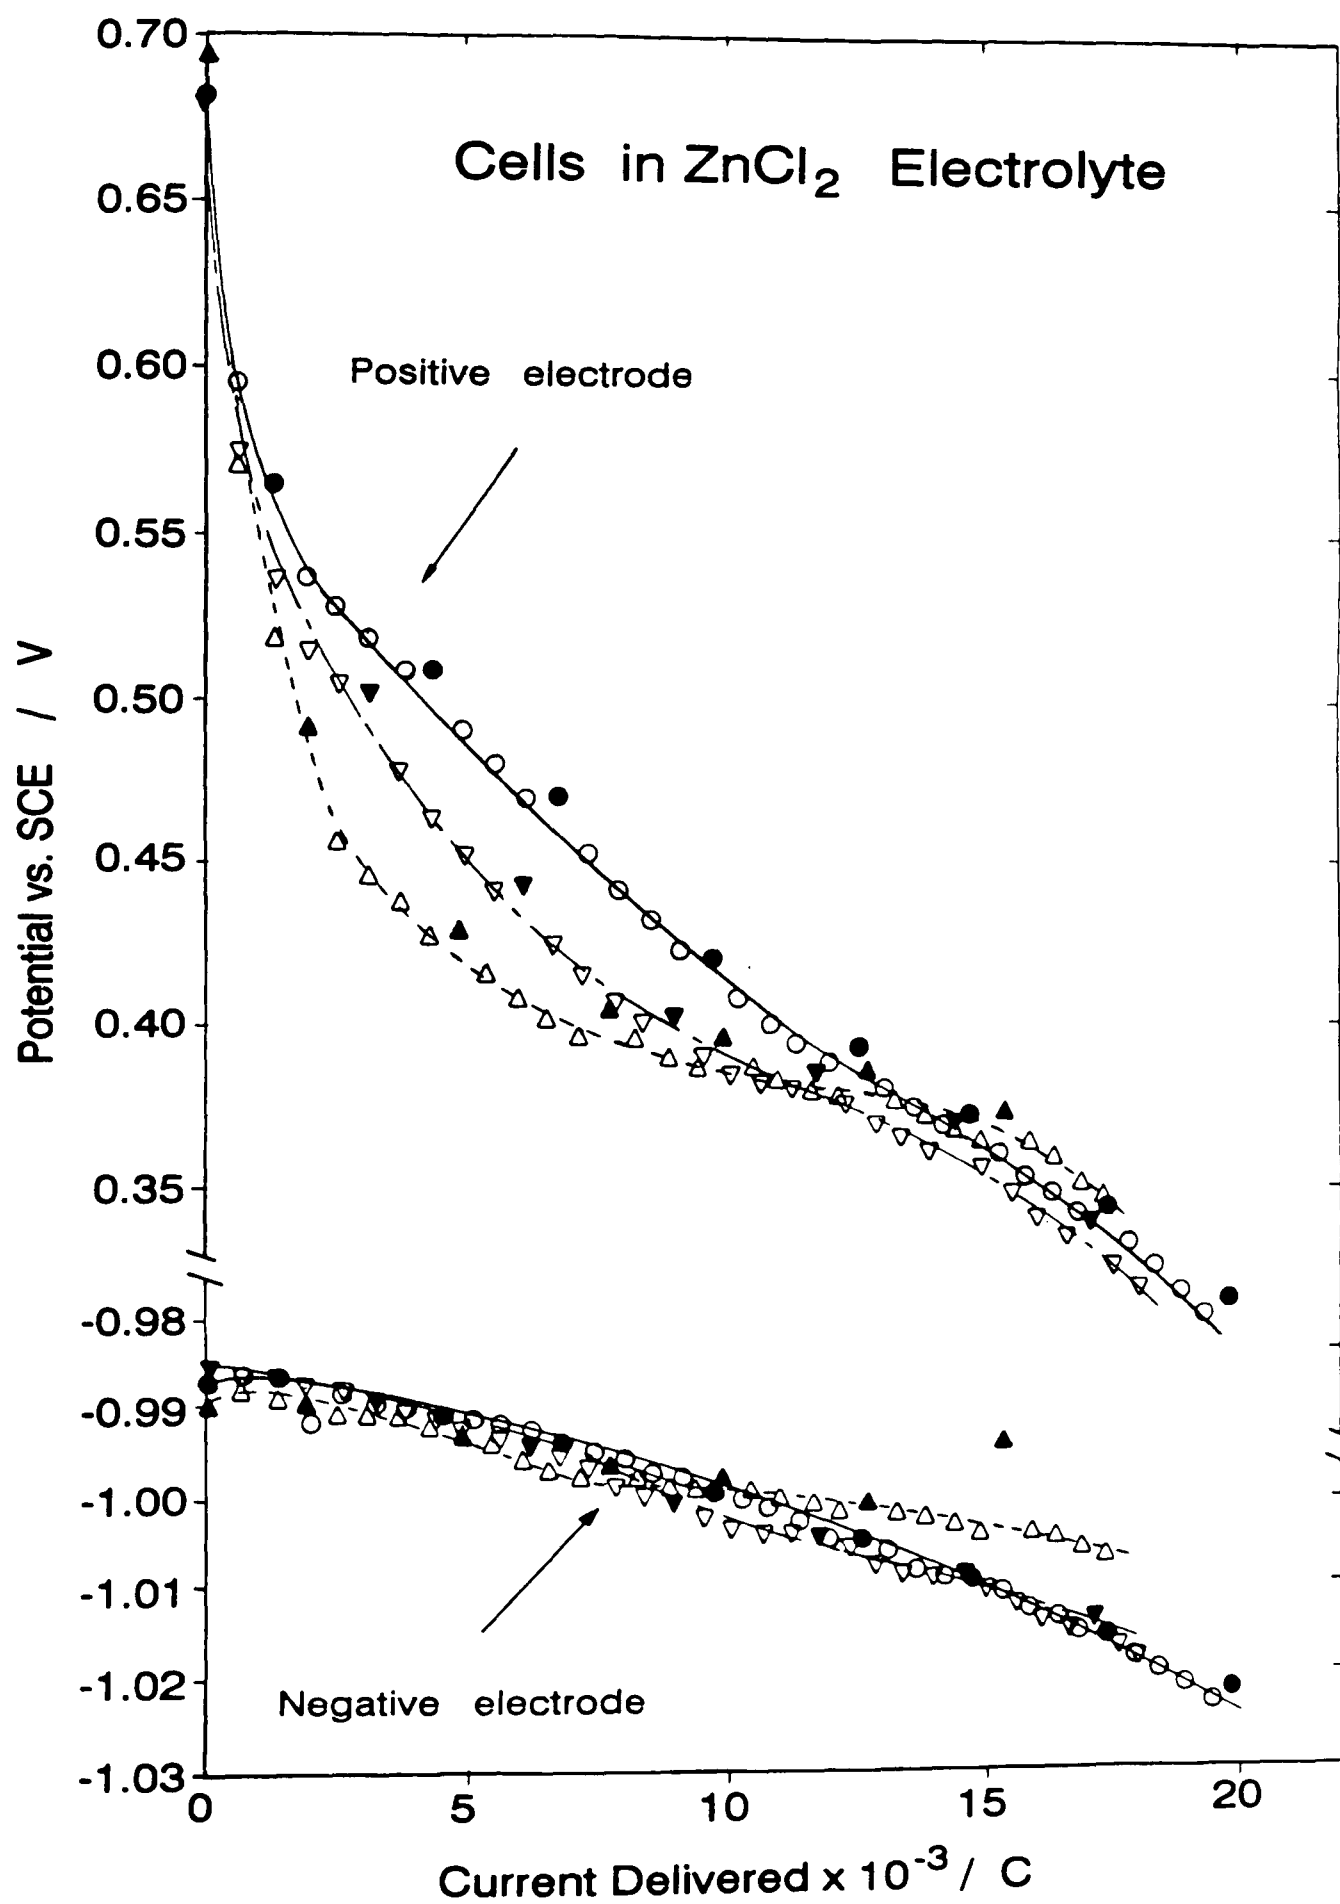 Cells in ZnCl₂ Electrolyte
Positive electrode
Negative electrode
Potential vs. SCE / V
0.70
0.65
0.60
0.55
0.50
0.45
0.40
0.35
-0.98
-0.99
-1.00
-1.01
-1.02
-1.03
0 5 10 15 20
Current Delivered x 10⁻³ / C